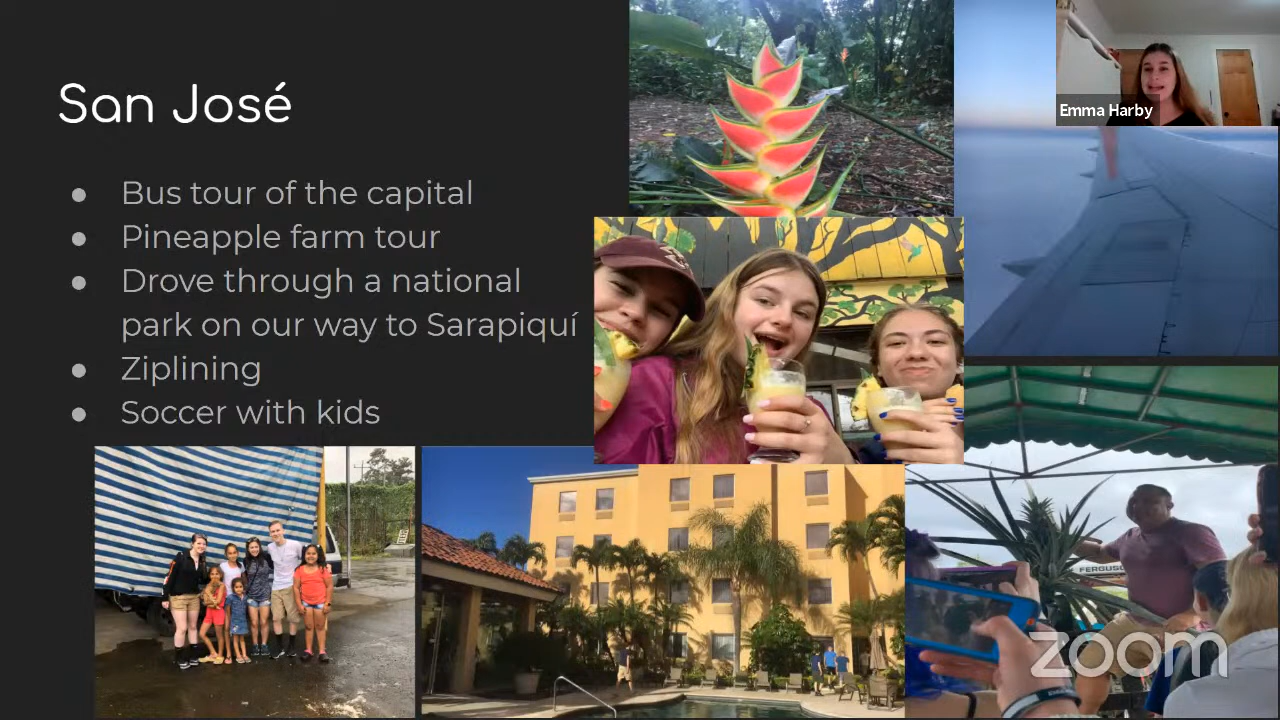 San José
● Bus tour of the capital
● Pineapple farm tour
● Drove through a national
park on our way to Sarapiquí
● Ziplining
● Soccer with kids
Emma Harby
FERGUS
zoom